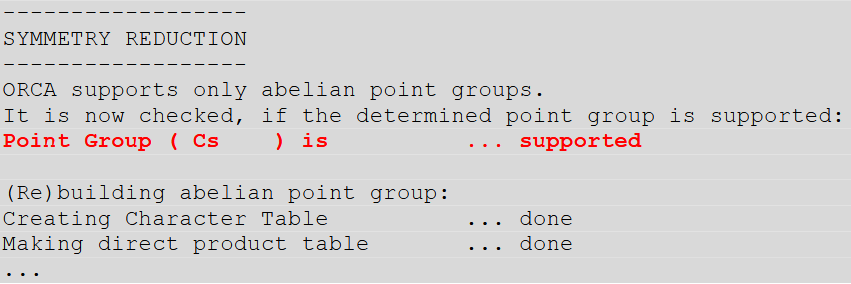 ------------------
SYMMETRY REDUCTION
------------------
ORCA supports only abelian point groups.
It is now checked, if the determined point group is supported:
Point Group ( Cs    ) is          ... supported

(Re)building abelian point group:
Creating Character Table          ... done
Making direct product table       ... done
...